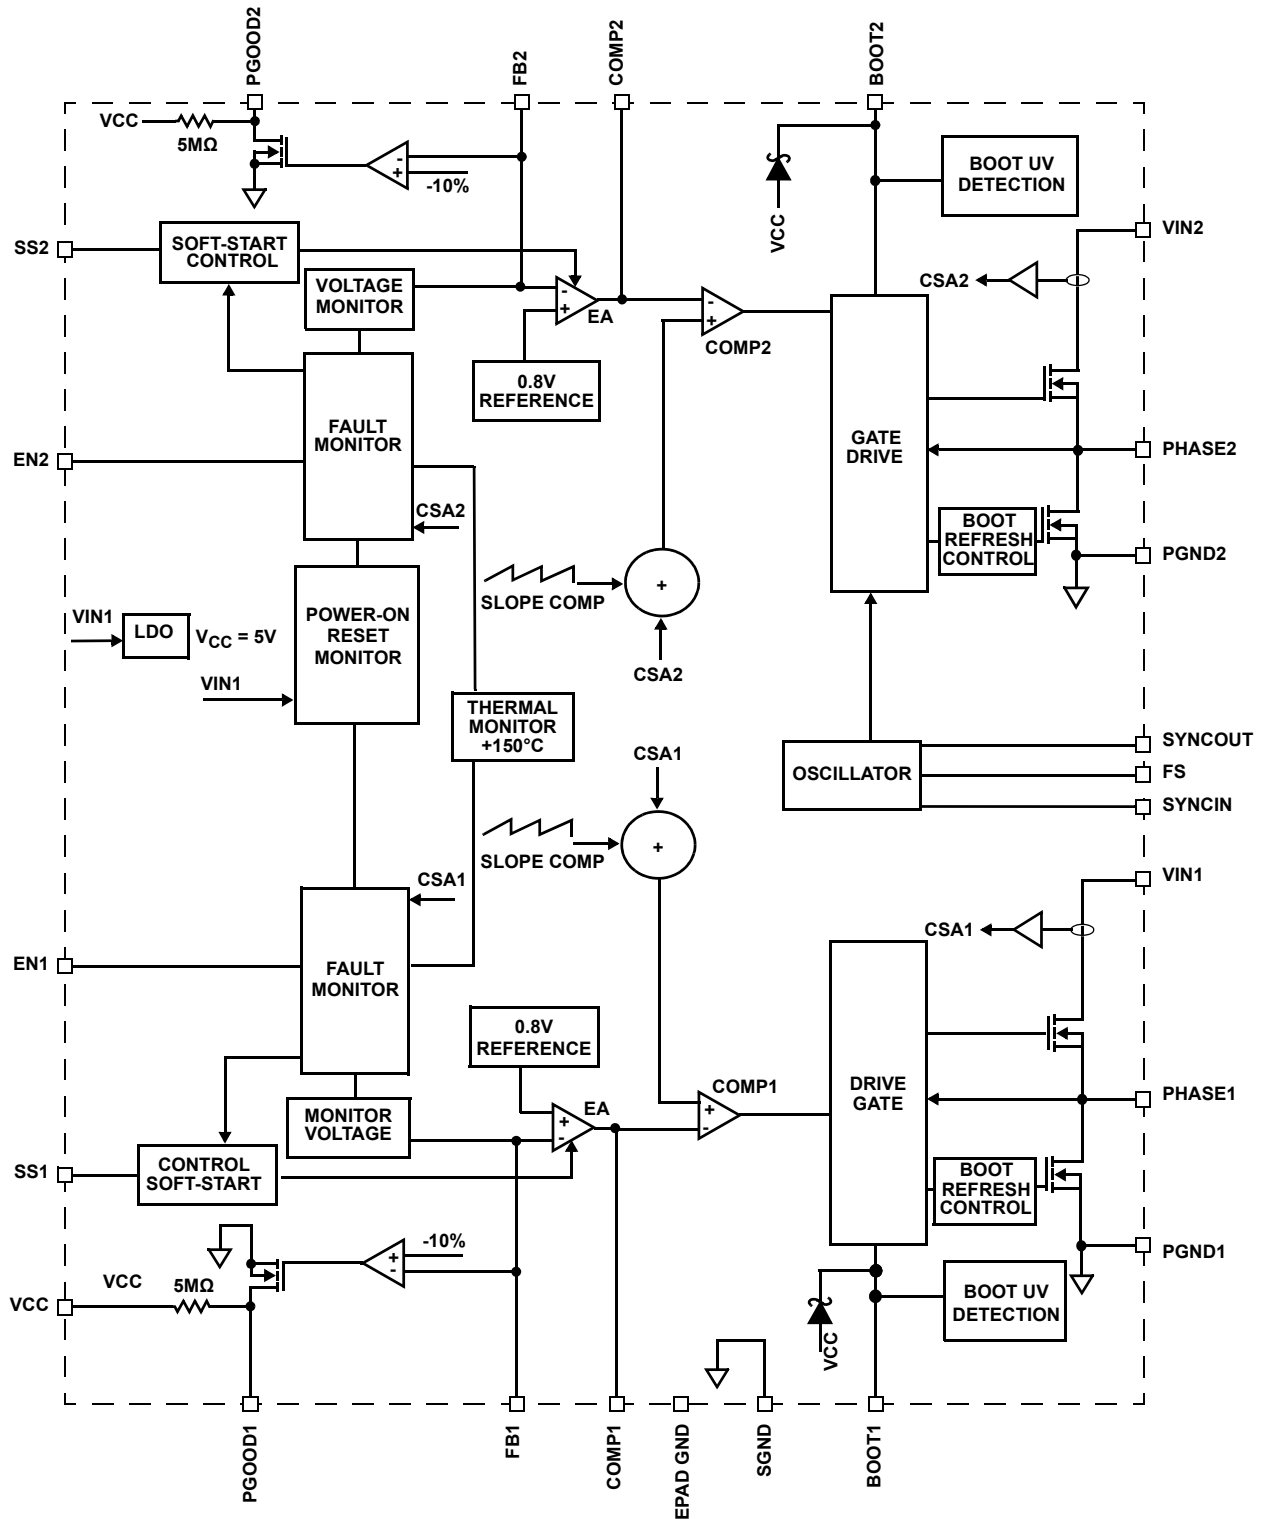 PGOOD2
FB2
COMP2
BOOT2
VCC
5MΩ
-
+
-10%
BOOT UV
DETECTION
VCC
SS2
SOFT-START
CONTROL
VIN2
VOLTAGE
MONITOR
-
+
EA
CSA2
-
+
COMP2
0.8V
REFERENCE
FAULT
MONITOR
GATE
DRIVE
EN2
PHASE2
CSA2
BOOT
REFRESH
CONTROL
PGND2
SLOPE COMP
+
CSA2
VIN1
LDO
VCC = 5V
POWER-ON
RESET
MONITOR
VIN1
THERMAL
MONITOR
+150°C
CSA1
OSCILLATOR
SYNCOUT
FS
SYNCIN
SLOPE COMP
+
CSA1
VIN1
CSA1
EN1
FAULT
MONITOR
0.8V
REFERENCE
COMP1
+
-
DRIVE
GATE
PHASE1
MONITOR
VOLTAGE
EA
+
-
SS1
CONTROL
SOFT-START
BOOT
REFRESH
CONTROL
-10%
+
-
PGND1
VCC
VCC
5MΩ
VCC
BOOT UV
DETECTION
PGOOD1
FB1
COMP1
EPAD GND
SGND
BOOT1